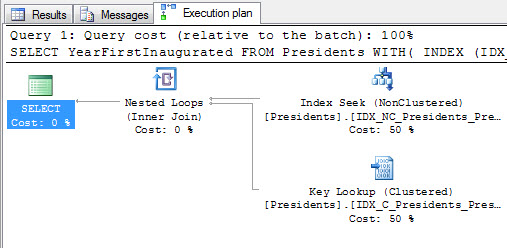 Results Messages Execution plan
Query 1: Query cost (relative to the batch): 100%
SELECT YearFirstInaugurated FROM Presidents WITH( INDEX (IDX_
SELECT
Cost: 0 %
Nested Loops
(Inner Join)
Cost: 0 %
Index Seek (NonClustered)
[Presidents].[IDX_NC_Presidents_Pre...
Cost: 50 %
Key Lookup (Clustered)
[Presidents].[IDX_C_Presidents_Pres...
Cost: 50 %